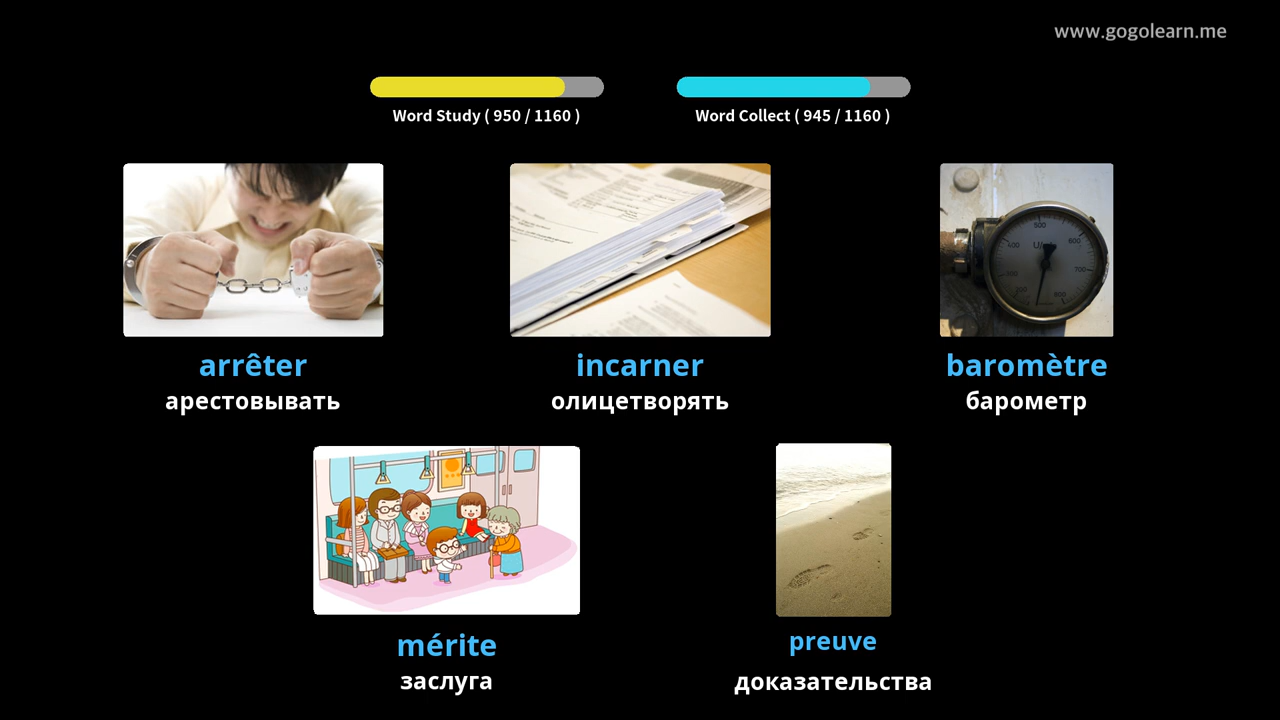 www.gogolearn.me
Word Study ( 950 / 1160 )
Word Collect ( 945 / 1160 )
arrêter
арестовывать
incarner
олицетворять
baromètre
барометр
mérite
заслуга
preuve
доказательства